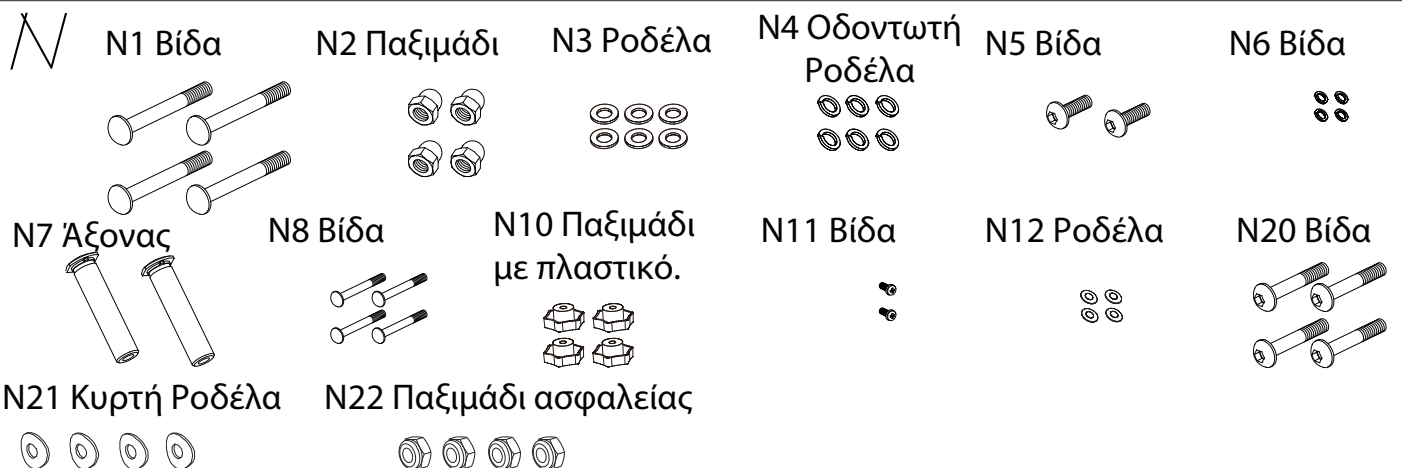 N
N1 Βίδα
N2 Παξιμάδι
N3 Ροδέλα
N4 Οδοντωτή
Ροδέλα
N5 Βίδα
N6 Βίδα
N7 Άξονας
N8 Βίδα
N10 Παξιμάδι
με πλαστικό.
N11 Βίδα
N12 Ροδέλα
N20 Βίδα
N21 Κυρτή Ροδέλα
N22 Παξιμάδι ασφαλείας